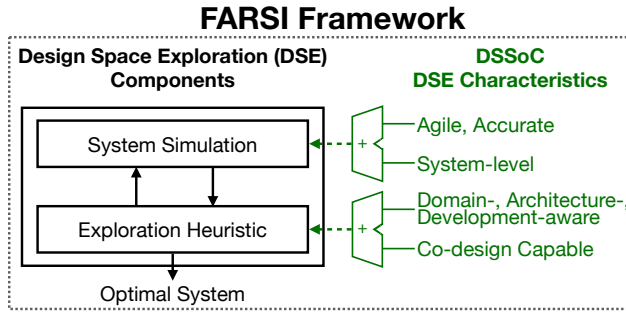 FARSI Framework
Design Space Exploration (DSE)
Components
DSSoC
DSE Characteristics
System Simulation
+
Agile, Accurate
System-level
Exploration Heuristic
+
Domain-, Architecture-,
Development-aware
Co-design Capable
Optimal System